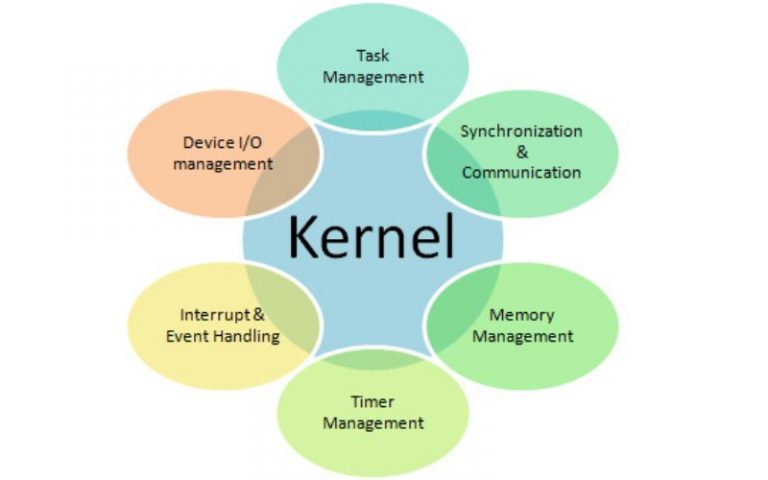 Task
Management
Synchronization
&
Communication
Device I/O
management
Kernel
Interrupt &
Event Handling
Memory
Management
Timer
Management